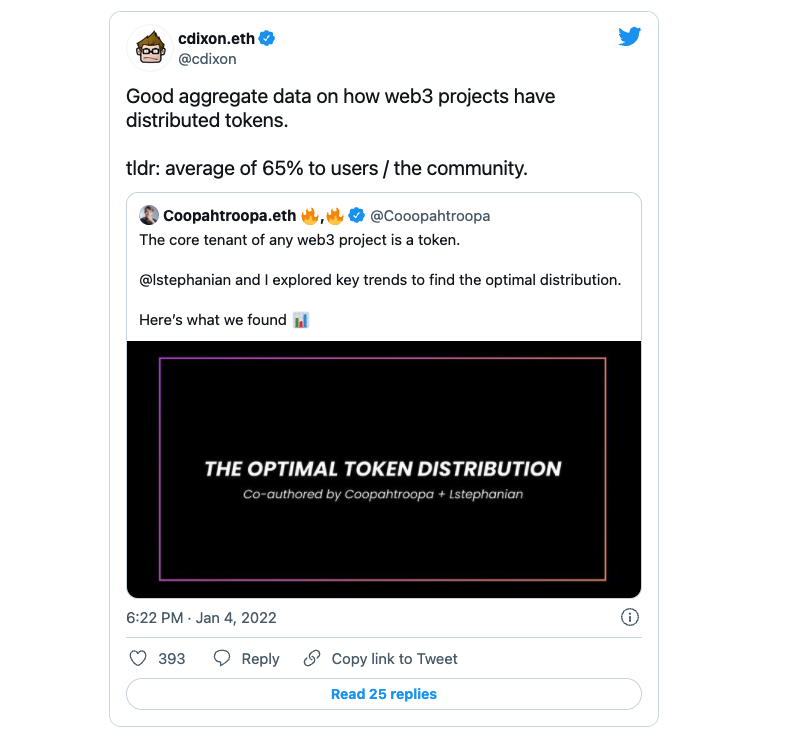 cdixon.eth
@cdixon
Good aggregate data on how web3 projects have
distributed tokens.
tldr: average of 65% to users / the community.
Coopahtroopa.eth 🔥,🔥 @Cooopahtroopa
The core tenant of any web3 project is a token.
@lstephanian and I explored key trends to find the optimal distribution.
Here's what we found 📊
THE OPTIMAL TOKEN DISTRIBUTION
Co-authored by Coopahtroopa + Lstephanian
6:22 PM · Jan 4, 2022
393 Reply Copy link to Tweet
Read 25 replies